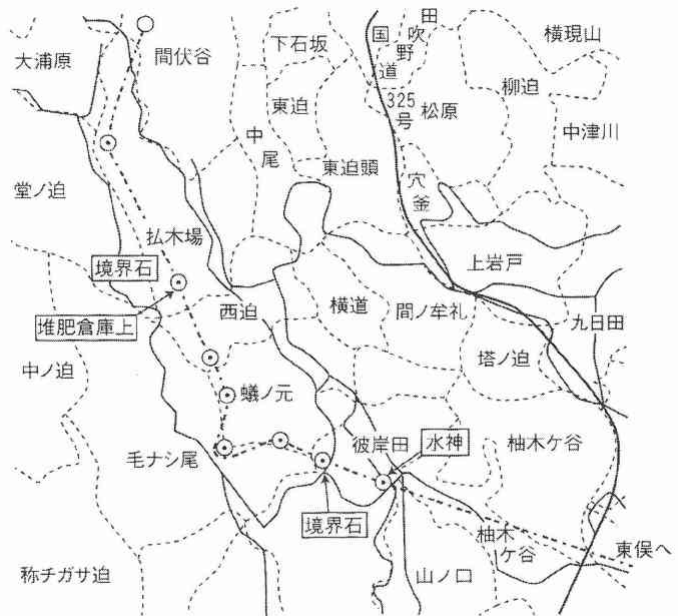 大浦原
間伏谷
下石坂
国道325号
吹野田
横現山
柳迫
松原
中津川
東迫
中尾
東迫頭
穴釜
堂ノ迫
払木場
境界石
上岩戸
堆肥倉庫上
西迫
横道
間ノ牟礼
九日田
中ノ迫
塔ノ迫
蟻ノ元
彼岸田
水神
柚木ケ谷
毛ナシ尾
境界石
柚木ケ谷
東俣へ
称チガサ迫
山ノ口